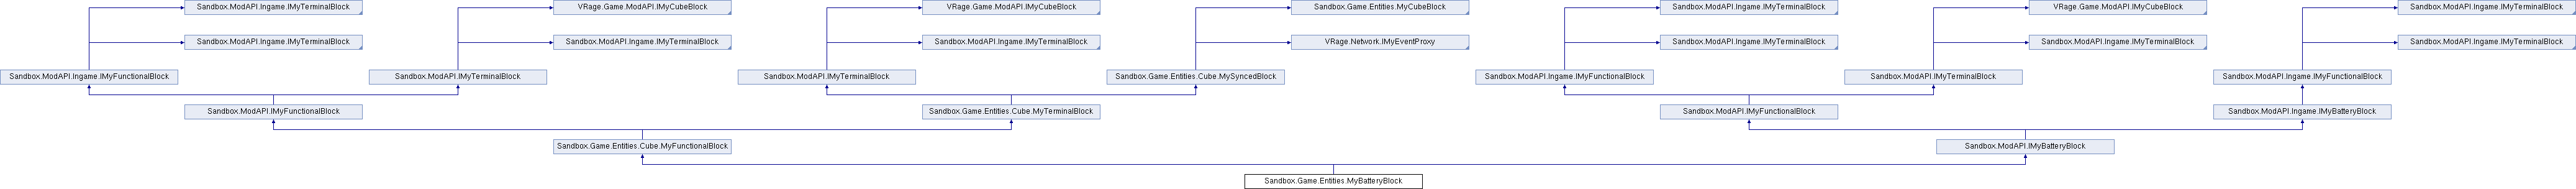 Sandbox.ModAPI.Ingame.IMyTerminalBlock
VRage.Game.ModAPI.IMyCubeBlock
VRage.Game.ModAPI.IMyCubeBlock
Sandbox.Game.Entities.MyCubeBlock
Sandbox.ModAPI.Ingame.IMyTerminalBlock
VRage.Game.ModAPI.IMyCubeBlock
Sandbox.ModAPI.Ingame.IMyTerminalBlock
Sandbox.ModAPI.Ingame.IMyTerminalBlock
Sandbox.ModAPI.Ingame.IMyTerminalBlock
Sandbox.ModAPI.Ingame.IMyTerminalBlock
VRage.Network.IMyEventProxy
Sandbox.ModAPI.Ingame.IMyTerminalBlock
Sandbox.ModAPI.Ingame.IMyTerminalBlock
Sandbox.ModAPI.Ingame.IMyTerminalBlock
Sandbox.ModAPI.Ingame.IMyFunctionalBlock
Sandbox.ModAPI.IMyTerminalBlock
Sandbox.ModAPI.IMyTerminalBlock
Sandbox.Game.Entities.Cube.MySyncedBlock
Sandbox.ModAPI.Ingame.IMyFunctionalBlock
Sandbox.ModAPI.IMyTerminalBlock
Sandbox.ModAPI.Ingame.IMyFunctionalBlock
Sandbox.ModAPI.IMyFunctionalBlock
Sandbox.Game.Entities.Cube.MyTerminalBlock
Sandbox.ModAPI.IMyFunctionalBlock
Sandbox.ModAPI.Ingame.IMyBatteryBlock
Sandbox.Game.Entities.Cube.MyFunctionalBlock
Sandbox.ModAPI.IMyBatteryBlock
Sandbox.Game.Entities.MyBatteryBlock